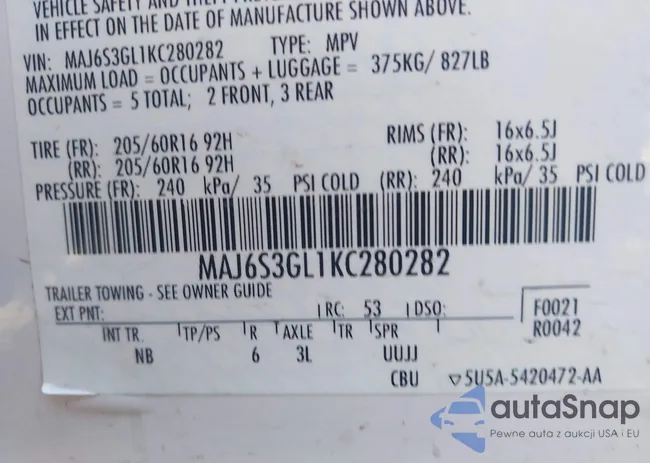 VEHICLE SAFETY AND THEFT
IN EFFECT ON THE DATE OF MANUFACTURE SHOWN ABOVE.
VIN: MAJ6S3GL1KC280282 TYPE: MPV
MAXIMUM LOAD = OCCUPANTS + LUGGAGE = 375KG/ 827LB
OCCUPANTS = 5 TOTAL; 2 FRONT, 3 REAR
TIRE (FR): 205/60R16 92H RIMS (FR): 16x6.5J
(RR): 205/60R16 92H (RR): 16x6.5J
PRESSURE (FR): 240 kPa/ 35 PSI COLD (RR): 240 kPa/ 35 PSI COLD
MAJ6S3GL1KC280282
TRAILER TOWING - SEE OWNER GUIDE
EXT PNT: RC: 53 DSO: F0021
R0042
INT TR. TP/PS R AXLE TR SPR
NB 6 3L UUJJ
CBU ▽5U5A-5420472-AA
autaSnap
Pewne auta z aukcji USA i EU